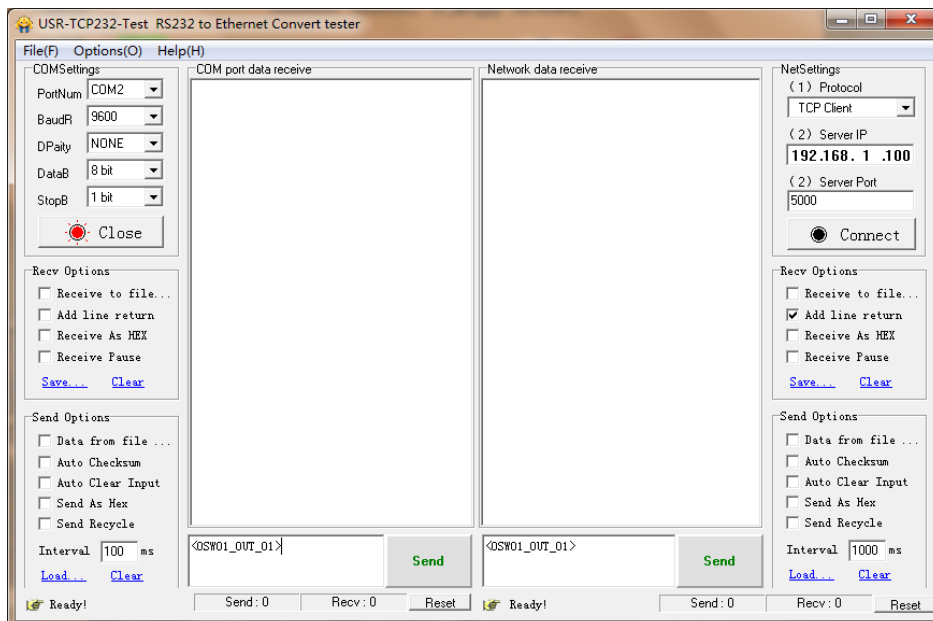 USR-TCP232-Test RS232 to Ethernet Convert tester
File(F) Options(O) Help(H)
COMSettings
PortNum COM2
BaudR 9600
DPaity NONE
DataB 8 bit
StopB 1 bit
Close
Recv Options
Receive to file...
Add line return
Receive As HEX
Receive Pause
Save... Clear
Send Options
Data from file ...
Auto Checksum
Auto Clear Input
Send As Hex
Send Recycle
Interval 100 ms
Load... Clear
COM port data receive
<OSW01_OUT_01>
Send
Network data receive
<OSW01_OUT_01>
Send
NetSettings
(1) Protocol
TCP Client
(2) Server IP
192.168. 1 .100
(2) Server Port
5000
Connect
Recv Options
Receive to file...
Add line return
Receive As HEX
Receive Pause
Save... Clear
Send Options
Data from file ...
Auto Checksum
Auto Clear Input
Send As Hex
Send Recycle
Interval 1000 ms
Load... Clear
Ready! Send : 0 Recv : 0 Reset
Ready! Send : 0 Recv : 0 Reset